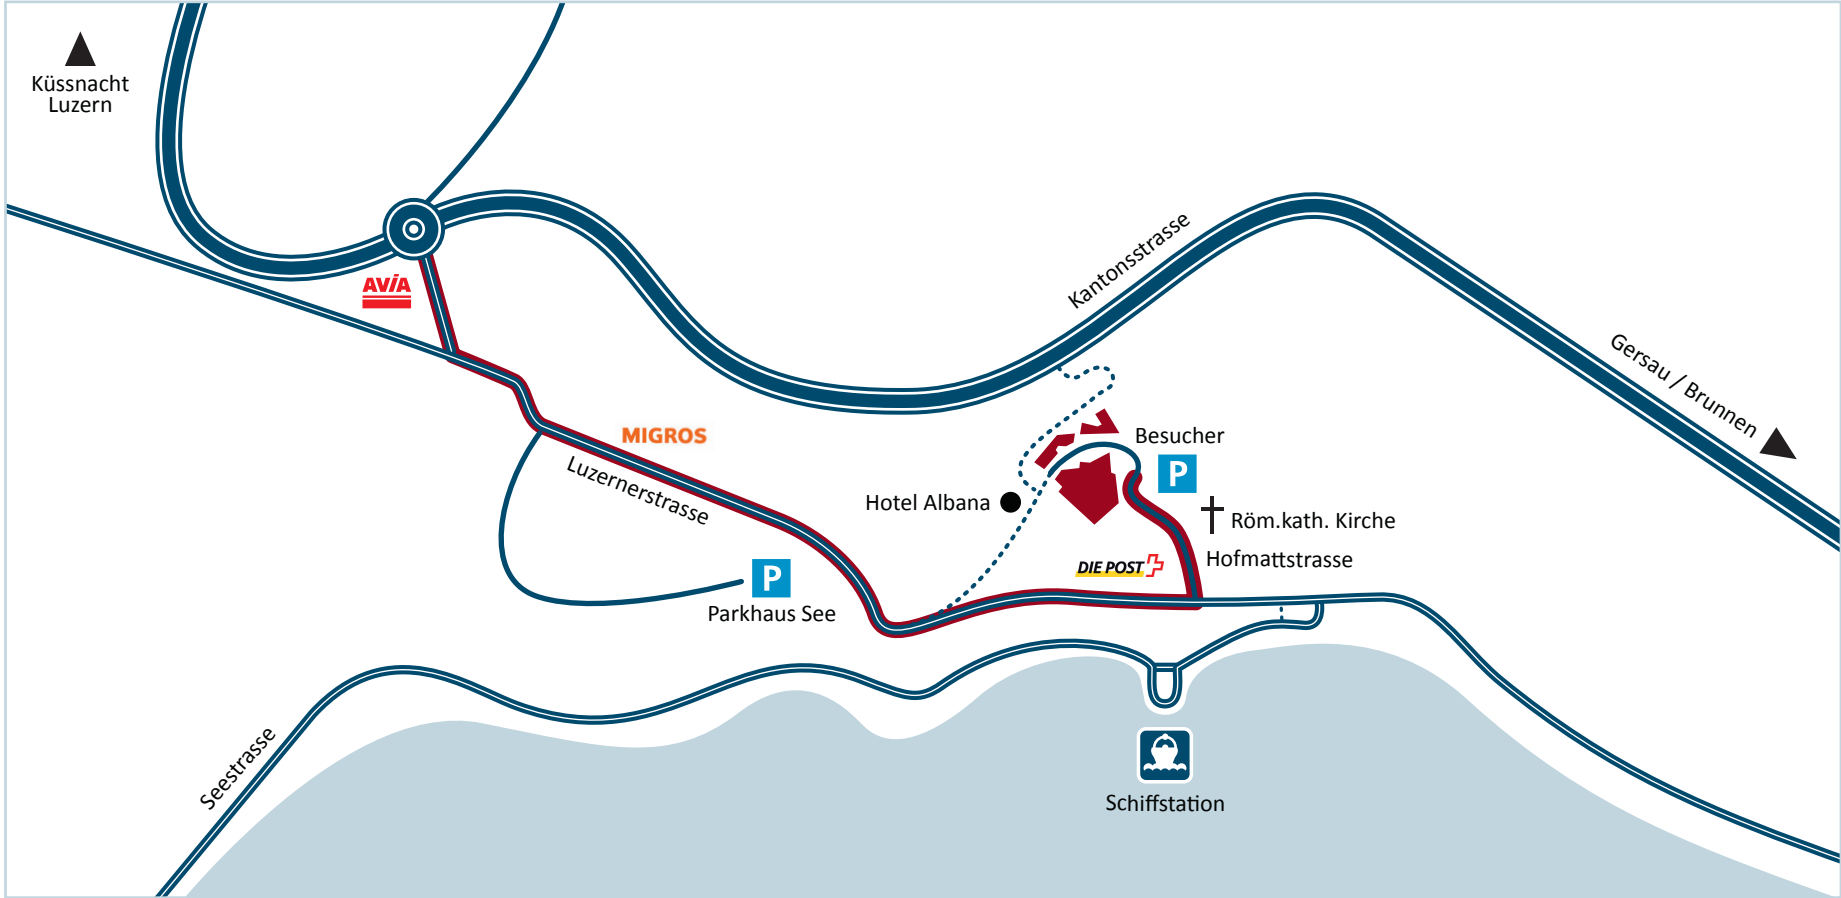 Küssnacht
Luzern
AVIA
Kantonsstrasse
Gersau / Brunnen
MIGROS
Luzernerstrasse
Besucher
P
Hotel Albana
Röm.kath. Kirche
Hofmattstrasse
DIE POST
P
Parkhaus See
Seestrasse
Schiffstation